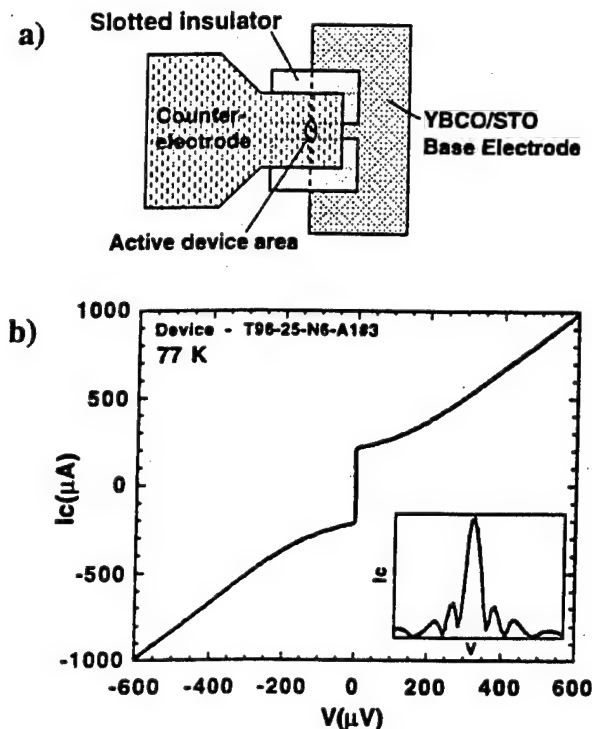 a)
Slotted insulator
Counter-
electrode
YBCO/STO
Base Electrode
Active device area
b)
Device - T96-25-N6-A1#3
77 K
1000
500
0
-500
-1000
Ic(μA)
Ic
V
-600
-400
-200
0
200
400
600
V(μV)